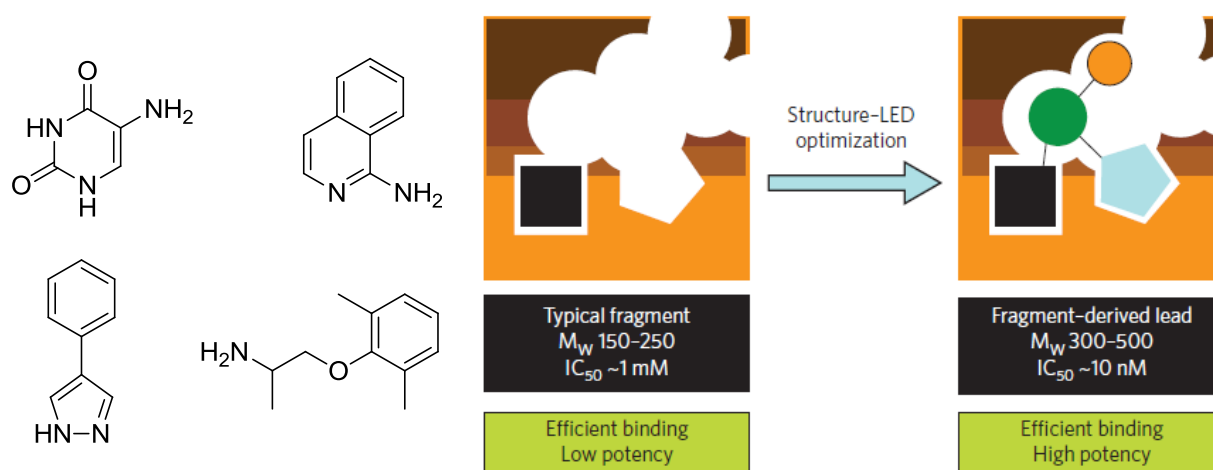 O
NH2
HN
O
N
H
N
NH2
HN
N
H2N
O
Structure-LED
optimization
Typical fragment
MW 150-250
IC50 ~1 mM
Efficient binding
Low potency
Fragment-derived lead
MW 300-500
IC50 ~10 nM
Efficient binding
High potency